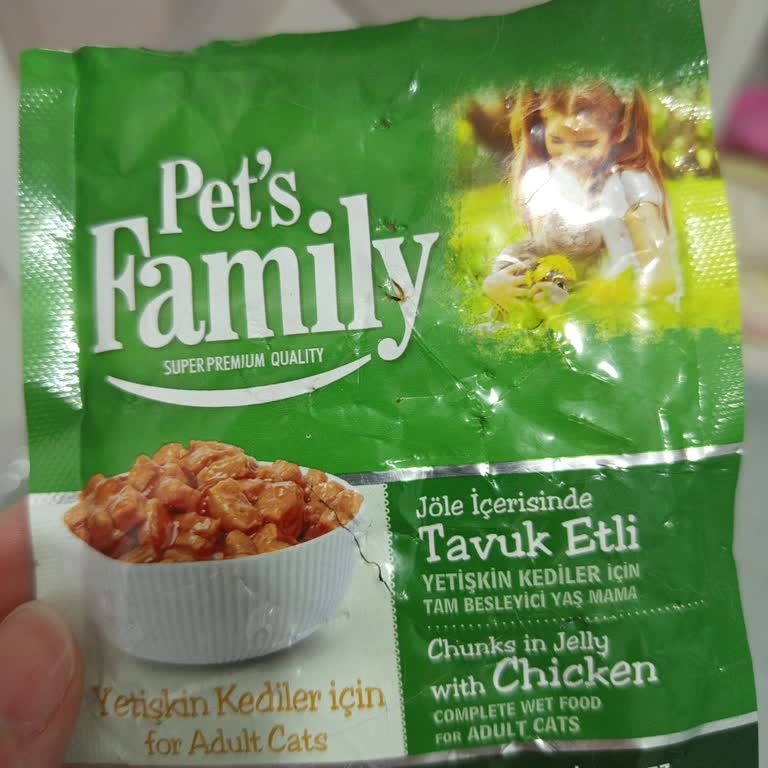 Pet's
Family
SUPER PREMIUM QUALITY
Jöle İçerisinde
Tavuk Etli
YETİŞKİN KEDİLER İÇİN
TAM BESLEYİCİ YAŞ MAMA
Chunks in Jelly
with Chicken
COMPLETE WET FOOD
FOR ADULT CATS
Yetişkin Kediler için
for Adult Cats